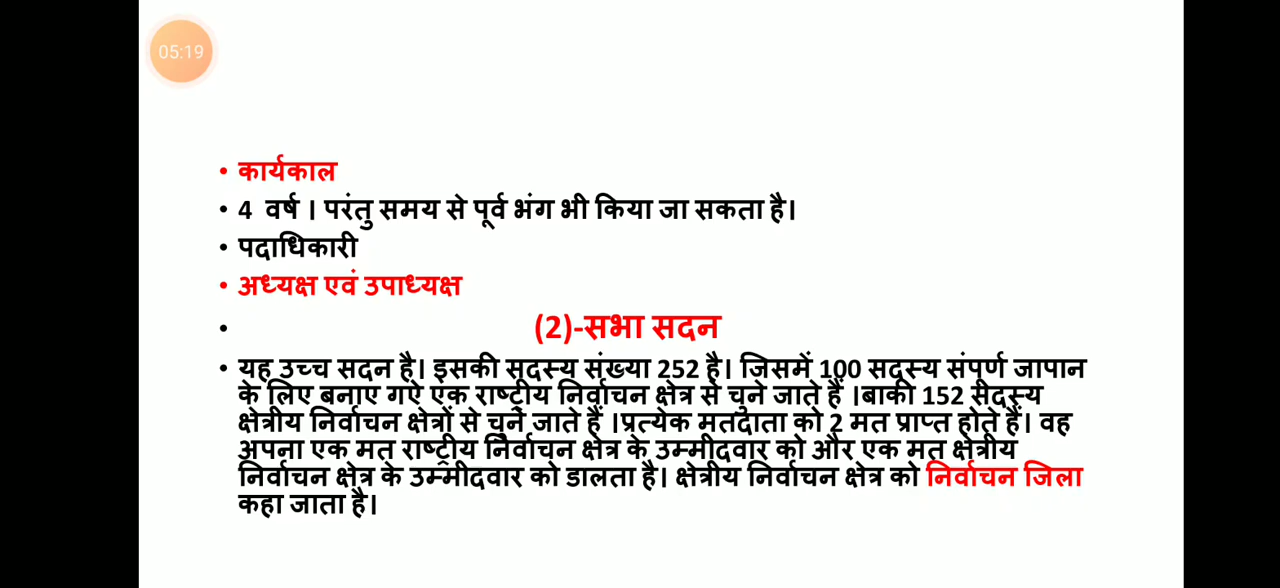 05:19
• कार्यकाल
• 4 वर्ष । परंतु समय से पूर्व भंग भी किया जा सकता है।
• पदाधिकारी
• अध्यक्ष एवं उपाध्यक्ष
• (2)-सभा सदन
• यह उच्च सदन है। इसकी सदस्य संख्या 252 है। जिसमें 100 सदस्य संपूर्ण जापान
के लिए बनाए गऐ एक राष्ट्रीय निर्वाचन क्षेत्र से चुने जाते हैं ।बाकी 152 सदस्य
क्षेत्रीय निर्वाचन क्षेत्रों से चुने जाते हैं ।प्रत्येक मतदाता को 2 मत प्राप्त होते हैं। वह
अपना एक मत राष्ट्रीय निर्वाचन क्षेत्र के उम्मीदवार को और एक मत क्षेत्रीय
निर्वाचन क्षेत्र के उम्मीदवार को डालता है। क्षेत्रीय निर्वाचन क्षेत्र को निर्वाचन जिला
कहा जाता है।